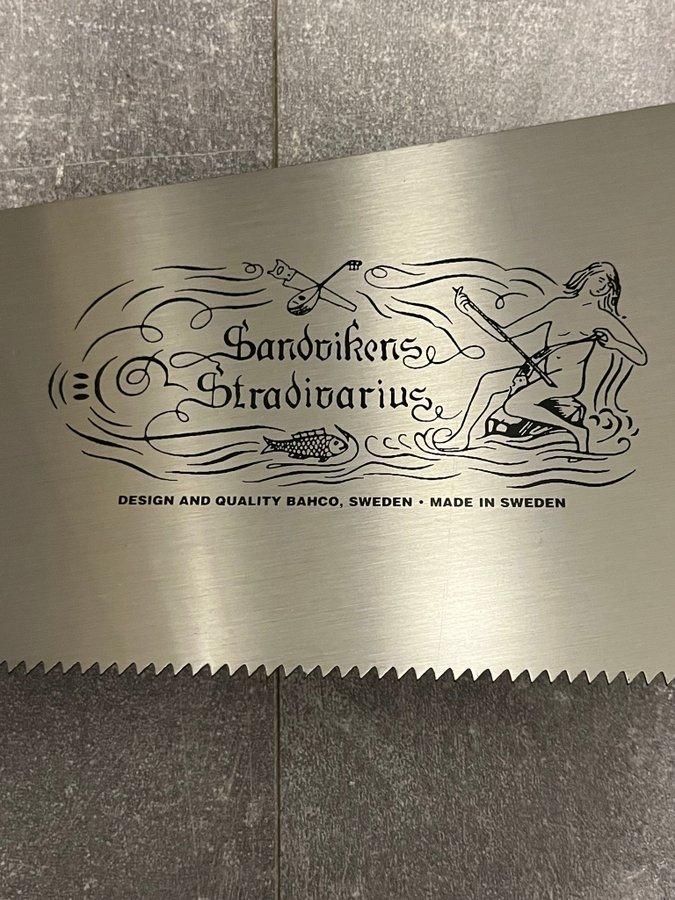 Sandvikens
Stradivarius
DESIGN AND QUALITY BAHCO, SWEDEN • MADE IN SWEDEN